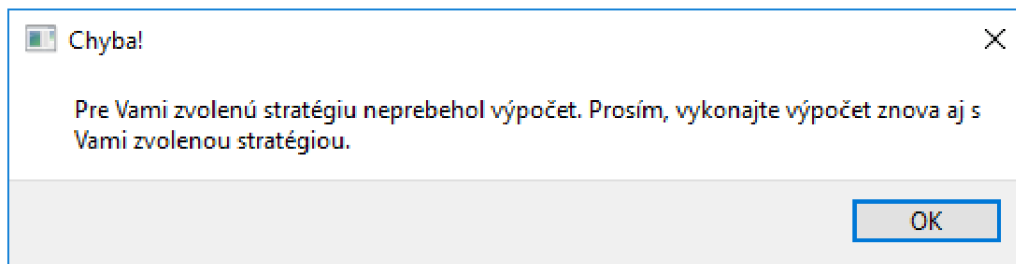 Chyba!
Pre Vami zvolenú stratégiu neprebehol výpočet. Prosím, vykonajte výpočet znova aj s
Vami zvolenou stratégiou.
OK